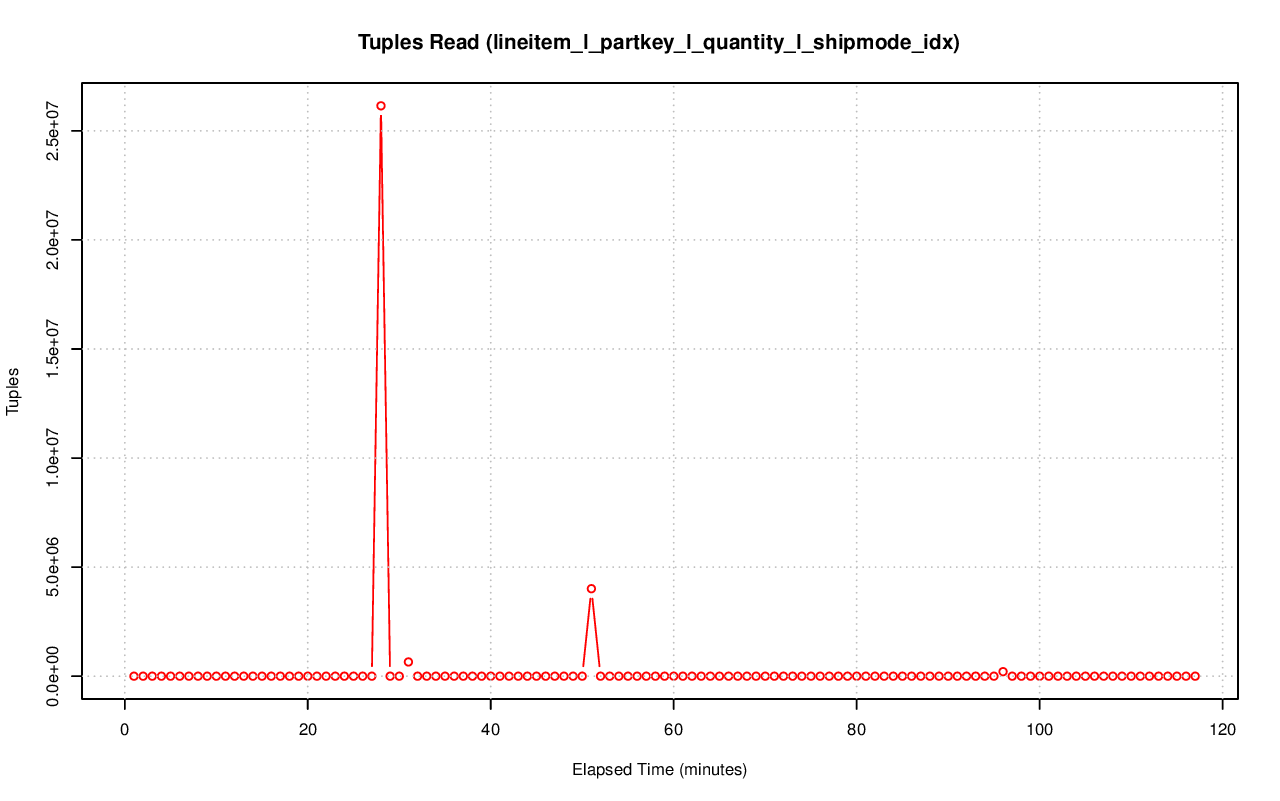 Tuples Read (lineitem_l_partkey_l_quantity_l_shipmode_idx)
2.5e+07
2.0e+07
1.5e+07
1.0e+07
5.0e+06
0.0e+00
Tuples
0 20 40 60 80 100 120
Elapsed Time (minutes)